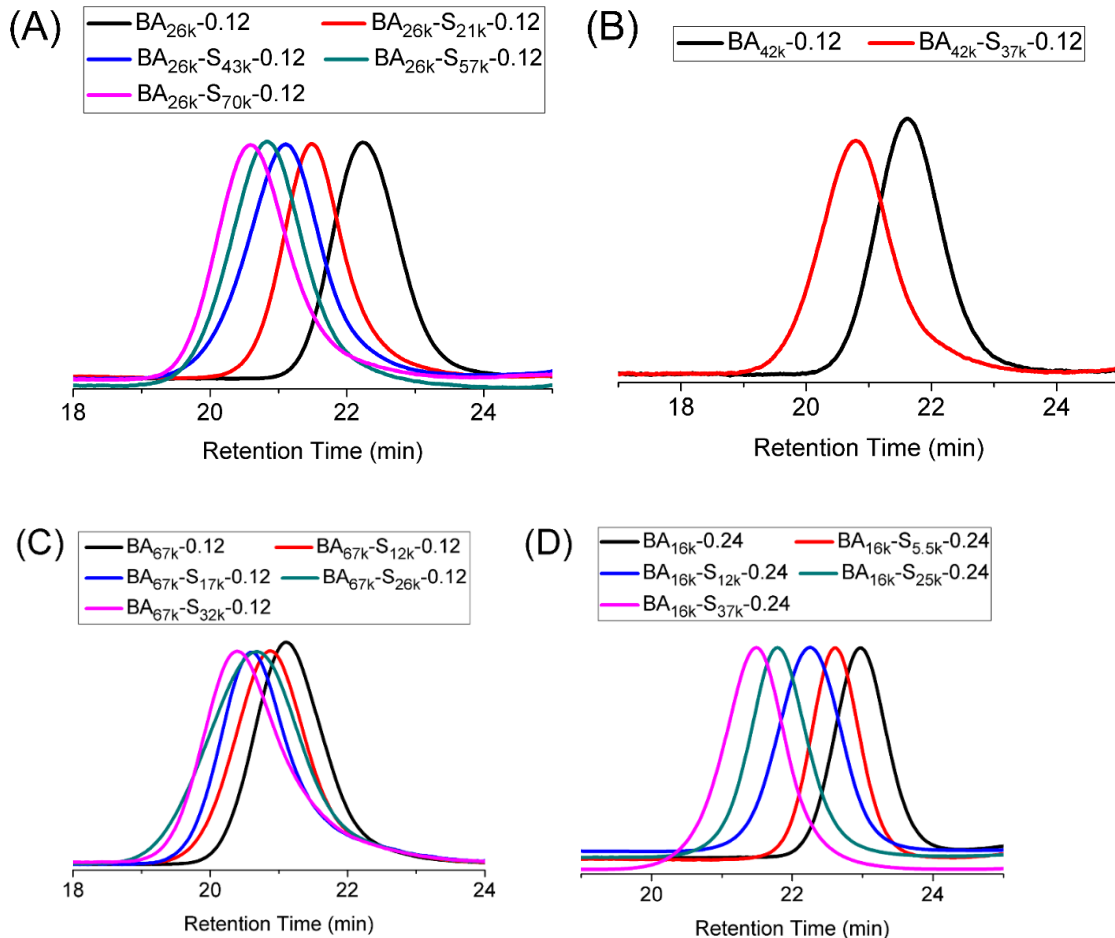 (A)
BA26k-0.12 BA26k-S21k-0.12
BA26k-S43k-0.12 BA26k-S57k-0.12
BA26k-S70k-0.12
18 20 22 24
Retention Time (min)
(B)
BA42k-0.12 BA42k-S37k-0.12
18 20 22 24
Retention Time (min)
(C)
BA67k-0.12 BA67k-S12k-0.12
BA67k-S17k-0.12 BA67k-S26k-0.12
BA67k-S32k-0.12
18 20 22 24
Retention Time (min)
(D)
BA16k-0.24 BA16k-S5.5k-0.24
BA16k-S12k-0.24 BA16k-S25k-0.24
BA16k-S37k-0.24
20 22 24
Retention Time (min)